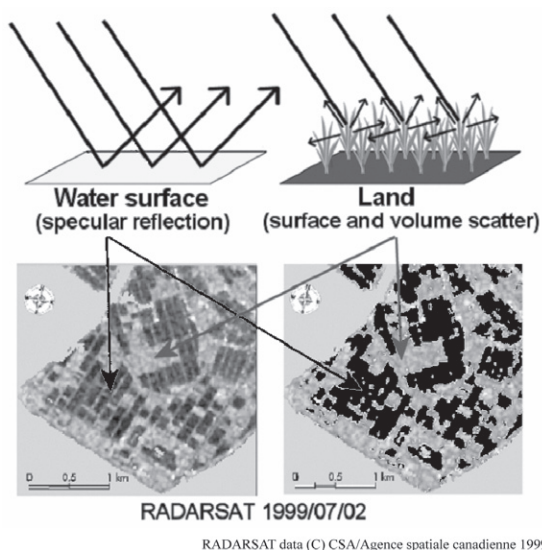 Water surface
(specular reflection)
Land
(surface and volume scatter)
0 0.5 1 km
0 0.5 1 km
RADARSAT 1999/07/02
RADARSAT data (C) CSA/Agence spatiale canadienne 1999